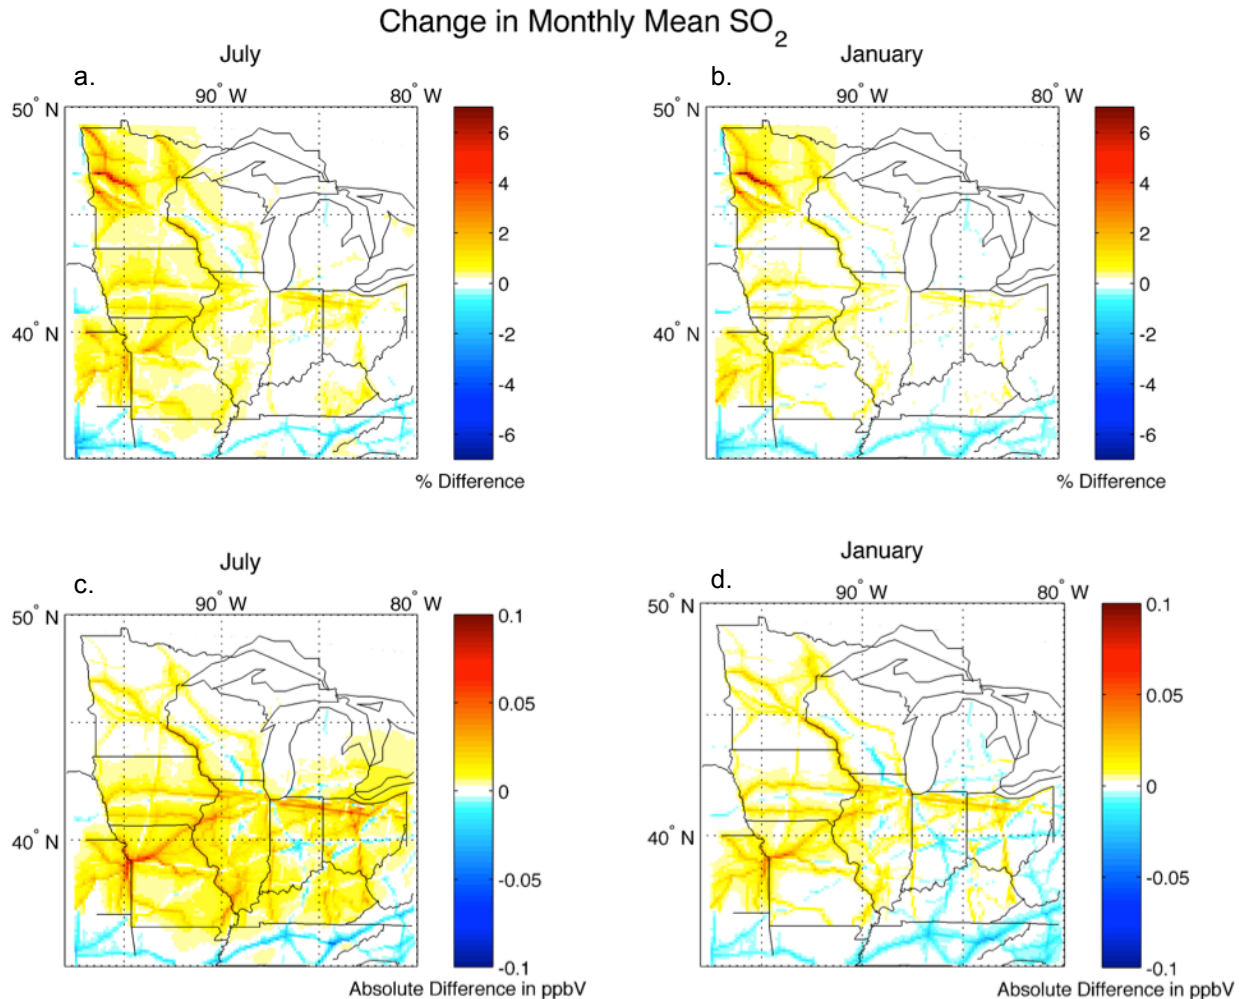 Change in Monthly Mean SO2
July
January
a.
b.
90° W
80° W
90° W
80° W
50° N
50° N
40° N
40° N
6
4
2
0
-2
-4
-6
6
4
2
0
-2
-4
-6
% Difference
% Difference
July
January
c.
d.
90° W
80° W
90° W
80° W
50° N
50° N
40° N
40° N
0.1
0.05
0
-0.05
-0.1
0.1
0.05
0
-0.05
-0.1
Absolute Difference in ppbV
Absolute Difference in ppbV